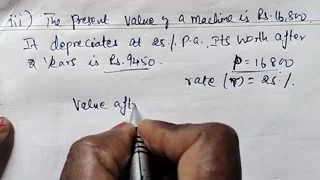 iii) The Present Value of a machine is Rs.16,800.
It depreciates at 25% P.a. Its worth after
2 years is Rs.9450.
P = 16800
rate (r) = 25%
Value aft